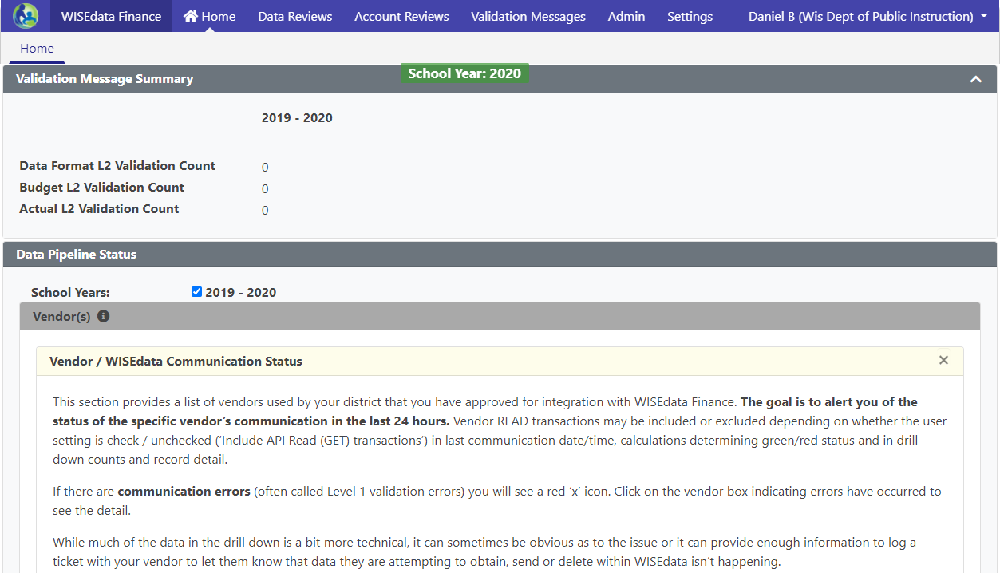 WISEdata Finance Home Data Reviews Account Reviews Validation Messages Admin Settings Daniel B (Wis Dept of Public Instruction)
Home
School Year: 2020
Validation Message Summary
2019 - 2020
Data Format L2 Validation Count 0
Budget L2 Validation Count 0
Actual L2 Validation Count 0
Data Pipeline Status
School Years: 2019 - 2020
Vendor(s)
Vendor / WISEdata Communication Status
This section provides a list of vendors used by your district that you have approved for integration with WISEdata Finance. The goal is to alert you of the
status of the specific vendor’s communication in the last 24 hours. Vendor READ transactions may be included or excluded depending on whether the user
setting is check / unchecked (‘Include API Read (GET) transactions’) in last communication date/time, calculations determining green/red status and in drill-
down counts and record detail.
If there are communication errors (often called Level 1 validation errors) you will see a red ‘x’ icon. Click on the vendor box indicating errors have occurred to
see the detail.
While much of the data in the drill down is a bit more technical, it can sometimes be obvious as to the issue or it can provide enough information to log a
ticket with your vendor to let them know that data they are attempting to obtain, send or delete within WISEdata isn’t happening.